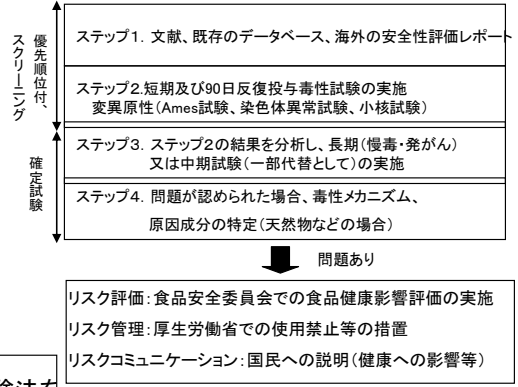 優先順位付、
スクリーニング
ステップ1. 文献、既存のデータベース、海外の安全性評価レポート
ステップ2.短期及び90日反復投与毒性試験の実施
変異原性(Ames試験、染色体異常試験、小核試験)
確定試験
ステップ3. ステップ2の結果を分析し、長期(慢毒・発がん)
又は中期試験(一部代替として)の実施
ステップ4. 問題が認められた場合、毒性メカニズム、
原因成分の特定(天然物などの場合)
問題あり
リスク評価:食品安全委員会での食品健康影響評価の実施
リスク管理:厚生労働省での使用禁止等の措置
リスクコミュニケーション:国民への説明(健康への影響等)